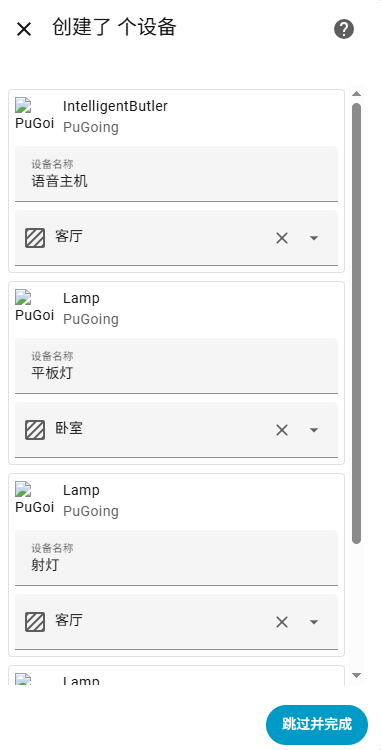 创建了 个设备
IntelligentButler
PuGoing
PuGoi
设备名称
语音主机
客厅
Lamp
PuGoing
PuGoi
设备名称
平板灯
卧室
Lamp
PuGoing
PuGoi
设备名称
射灯
客厅
Lamp
跳过并完成